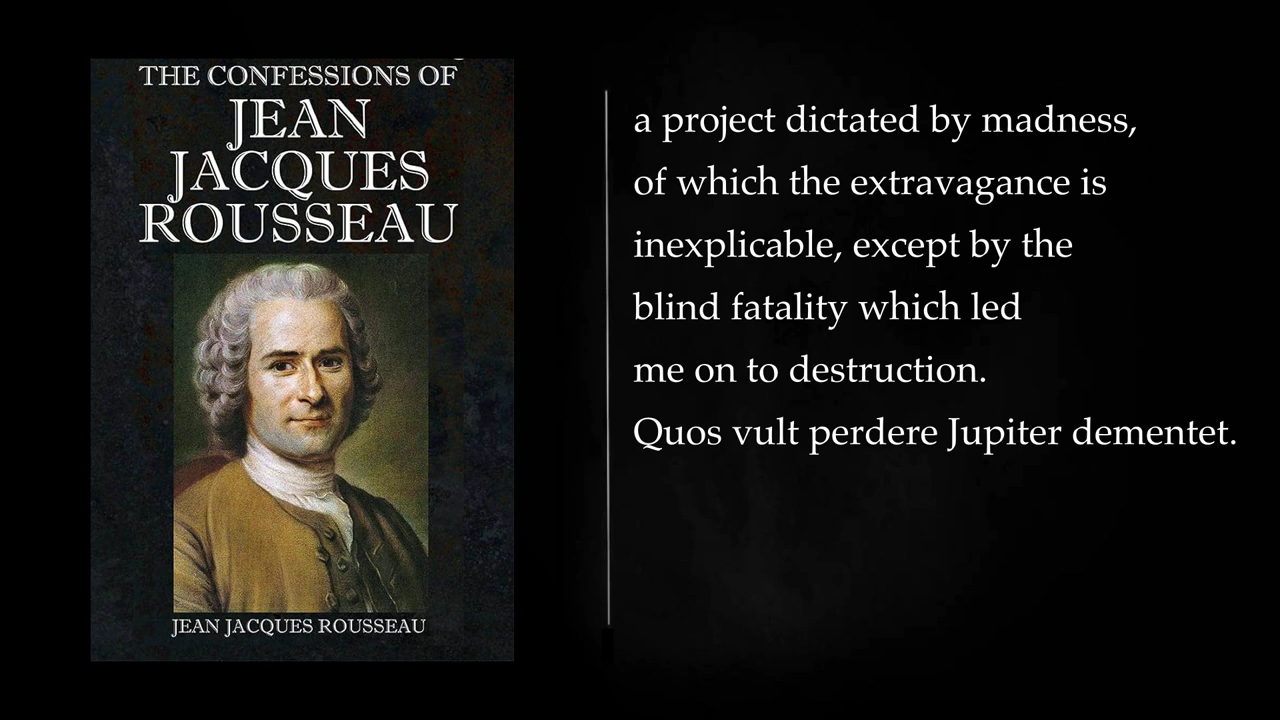 THE CONFESSIONS OF
JEAN
JACQUES
ROUSSEAU
JEAN JACQUES ROUSSEAU
a project dictated by madness,
of which the extravagance is
inexplicable, except by the
blind fatality which led
me on to destruction.
Quos vult perdere Jupiter dementet.